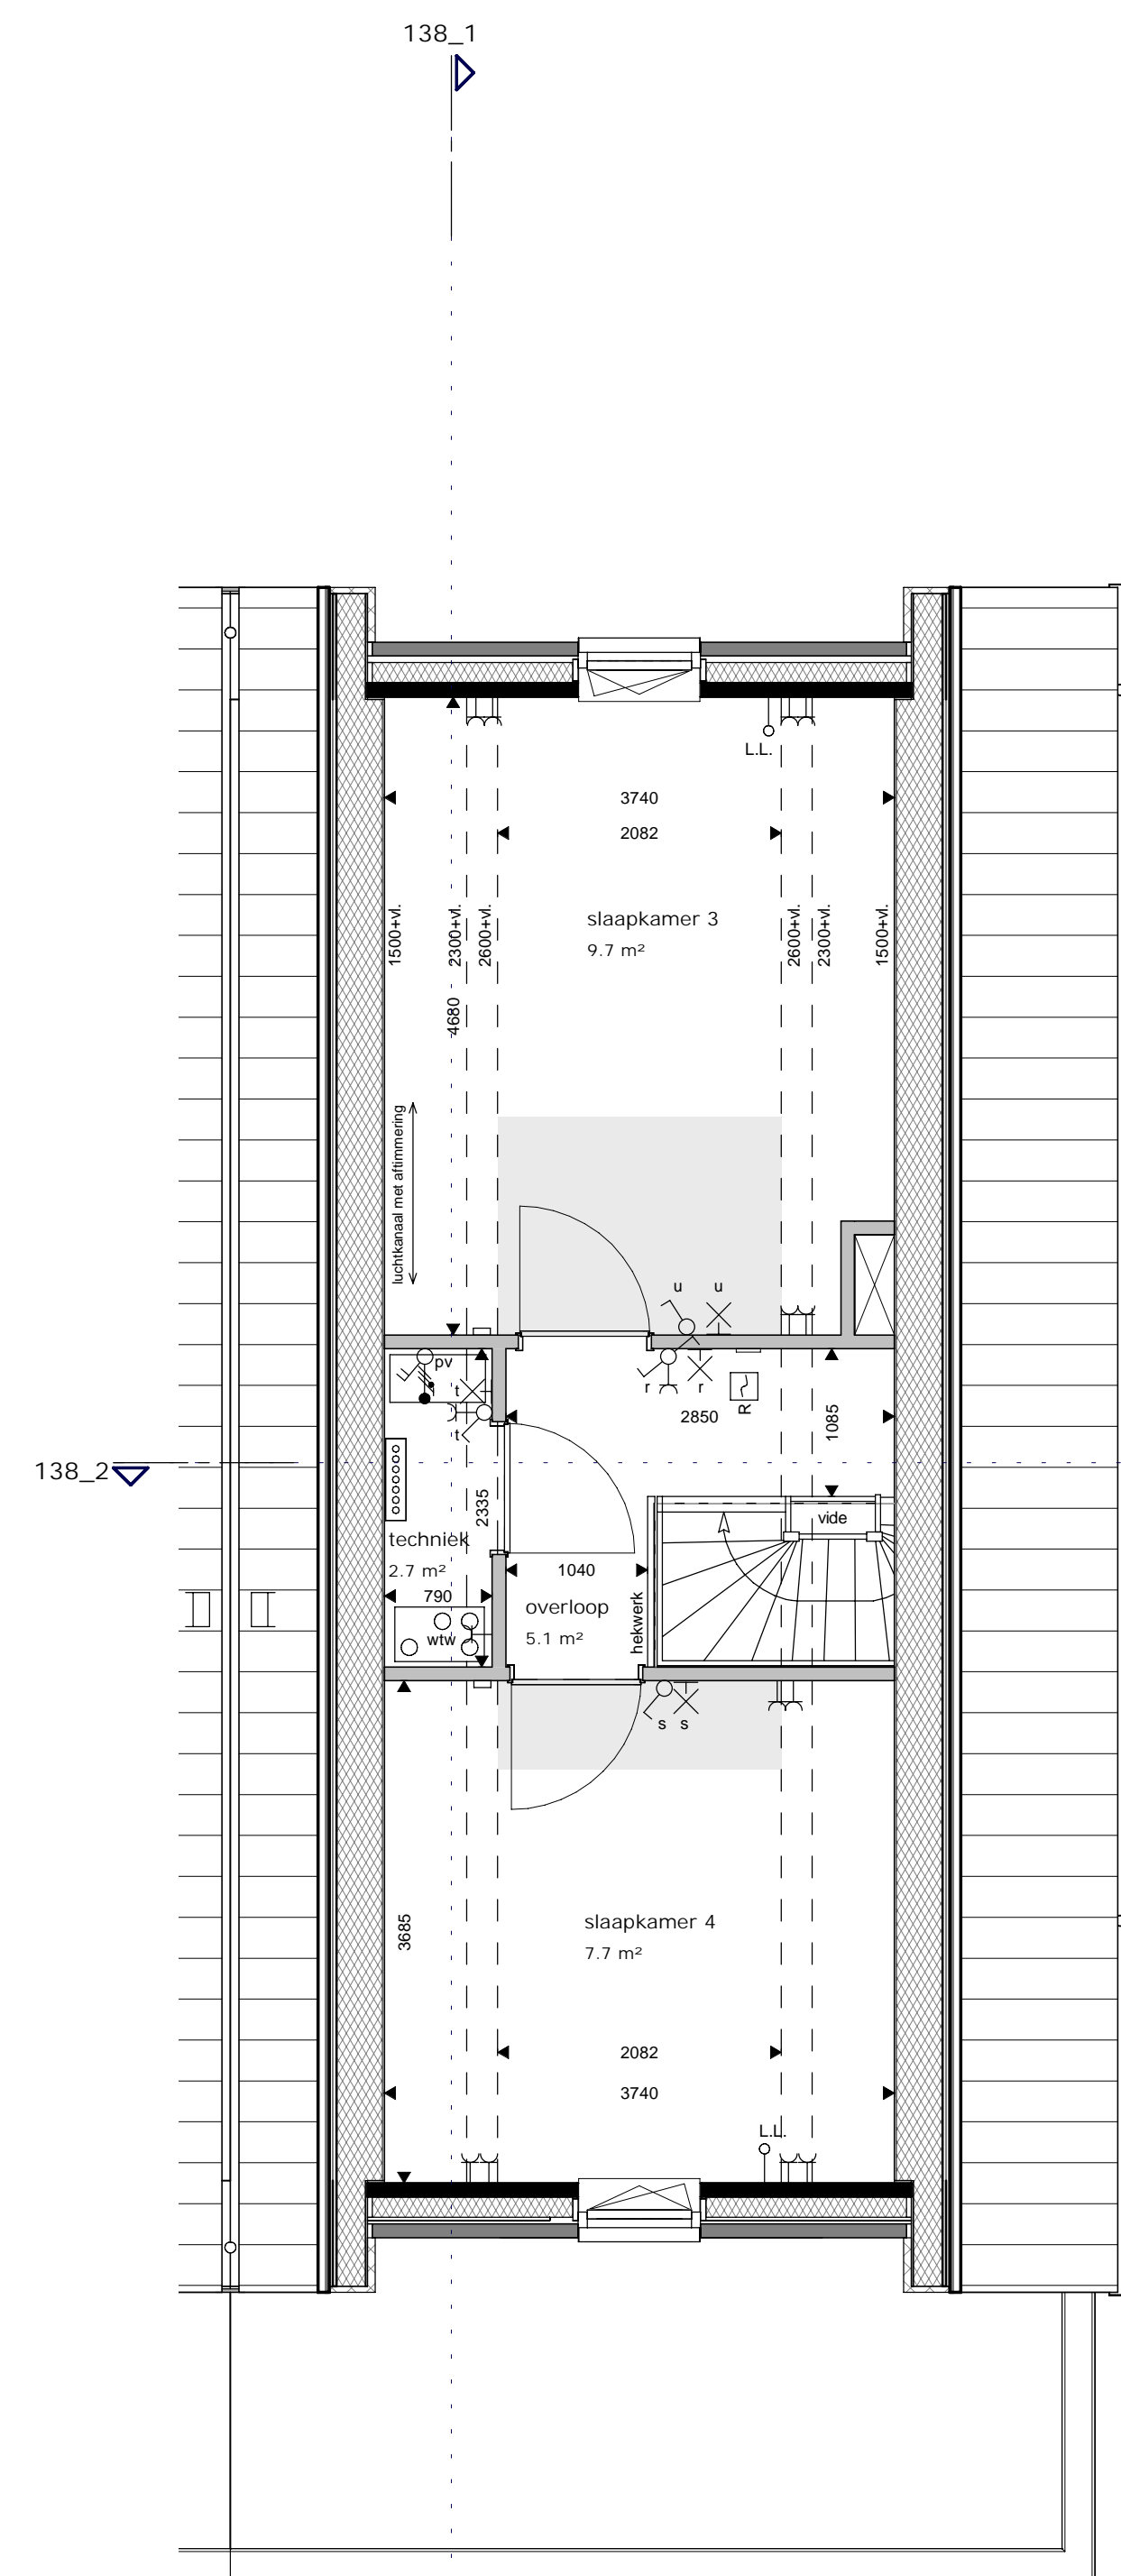 138_1
L.L.
3740
2082
1500+vl.
2300+vl.
2600+vl.
slaapkamer 3
9.7 m²
2600+vl.
2300+vl.
1500+vl.
4680
luchtkanaal met aftimmering
u
u
pv
t
t
r
r
R
2850
1085
138_2
2335
techniek
2.7 m²
790
wtw
1040
overloop
5.1 m²
hekwerk
vide
s
s
3685
slaapkamer 4
7.7 m²
2082
3740
L.L.